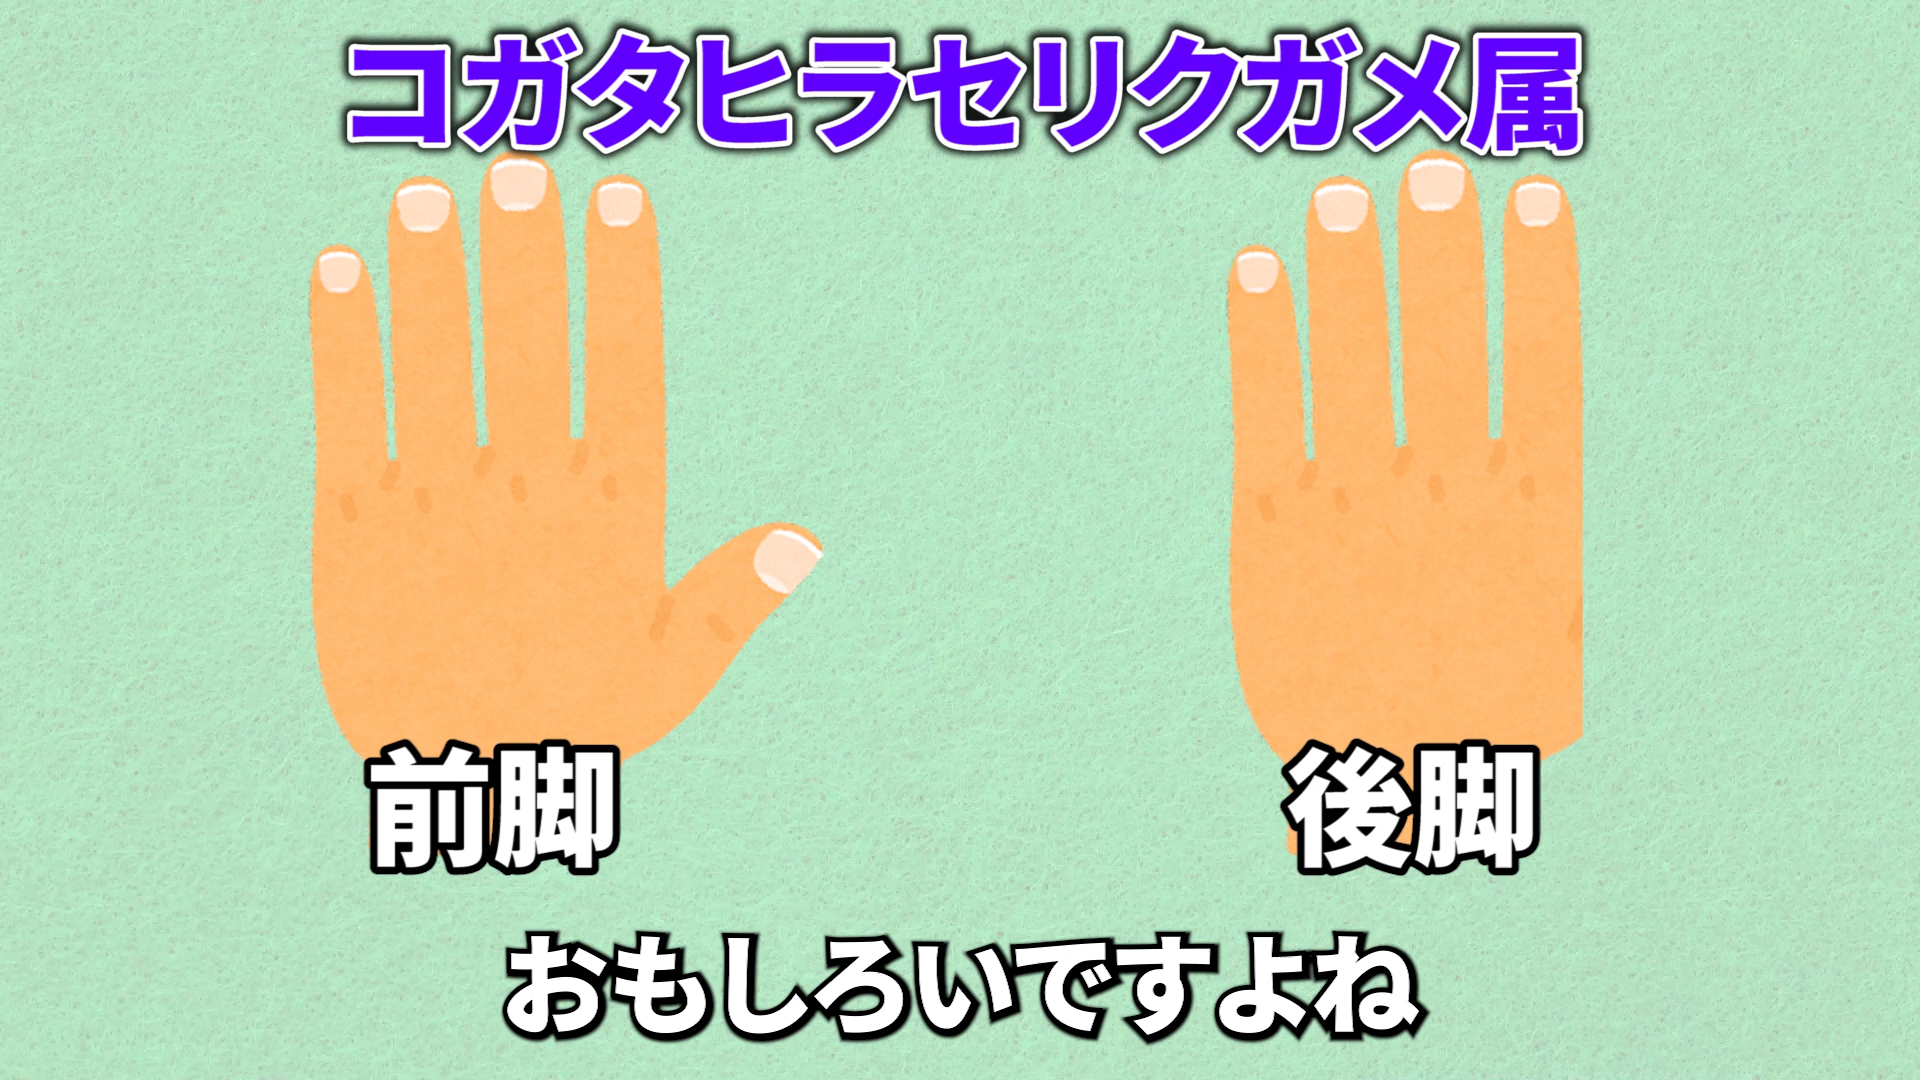 コガタヒラセリクガメ属
前脚
後脚
おもしろいですよね